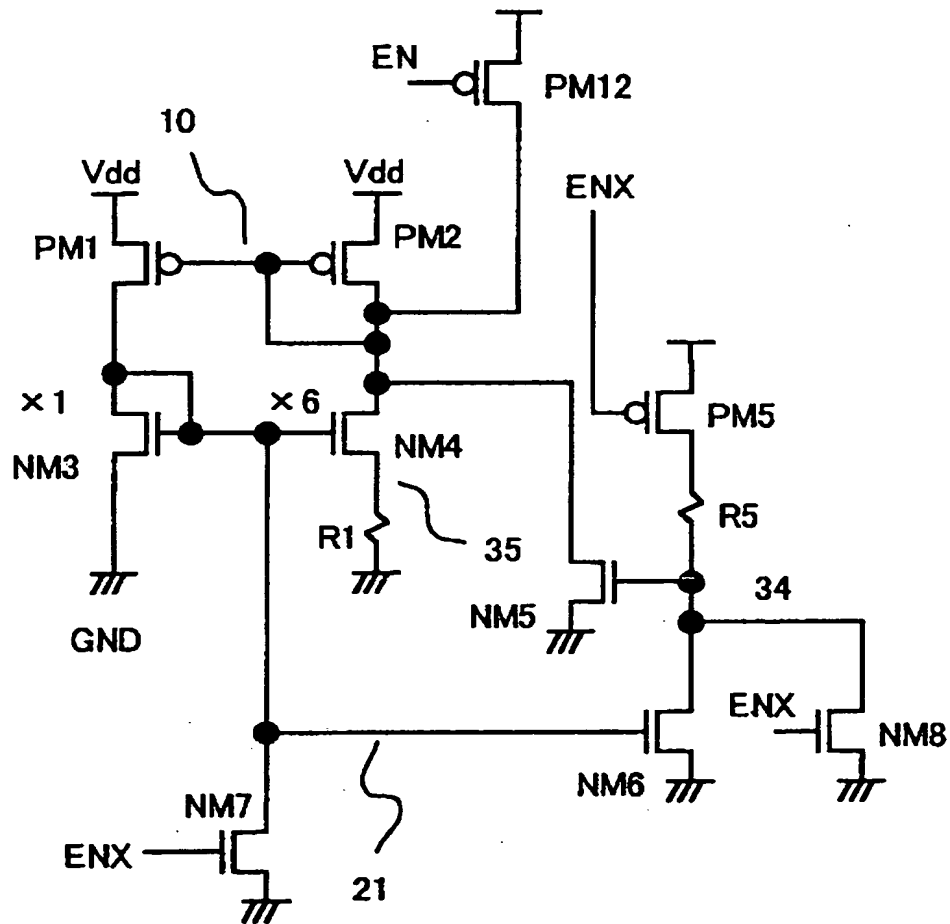 EN
PM12
10
Vdd
Vdd
ENX
PM1
PM2
×1
×6
PM5
NM3
NM4
R1
35
R5
NM5
34
GND
ENX
NM8
NM6
NM7
ENX
21